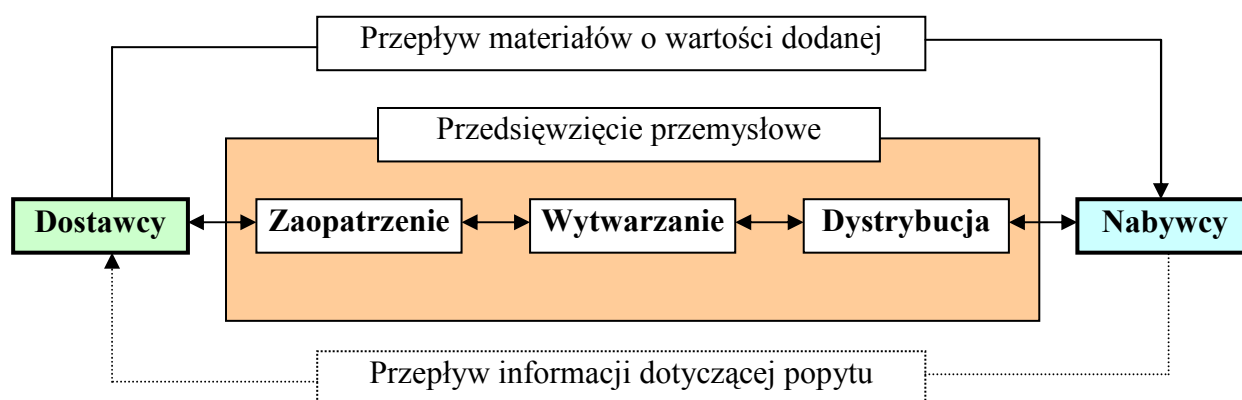 Przepływ materiałów o wartości dodanej
Przedsięwzięcie przemysłowe
Dostawcy
Zaopatrzenie
Wytwarzanie
Dystrybucja
Nabywcy
Przepływ informacji dotyczącej popytu